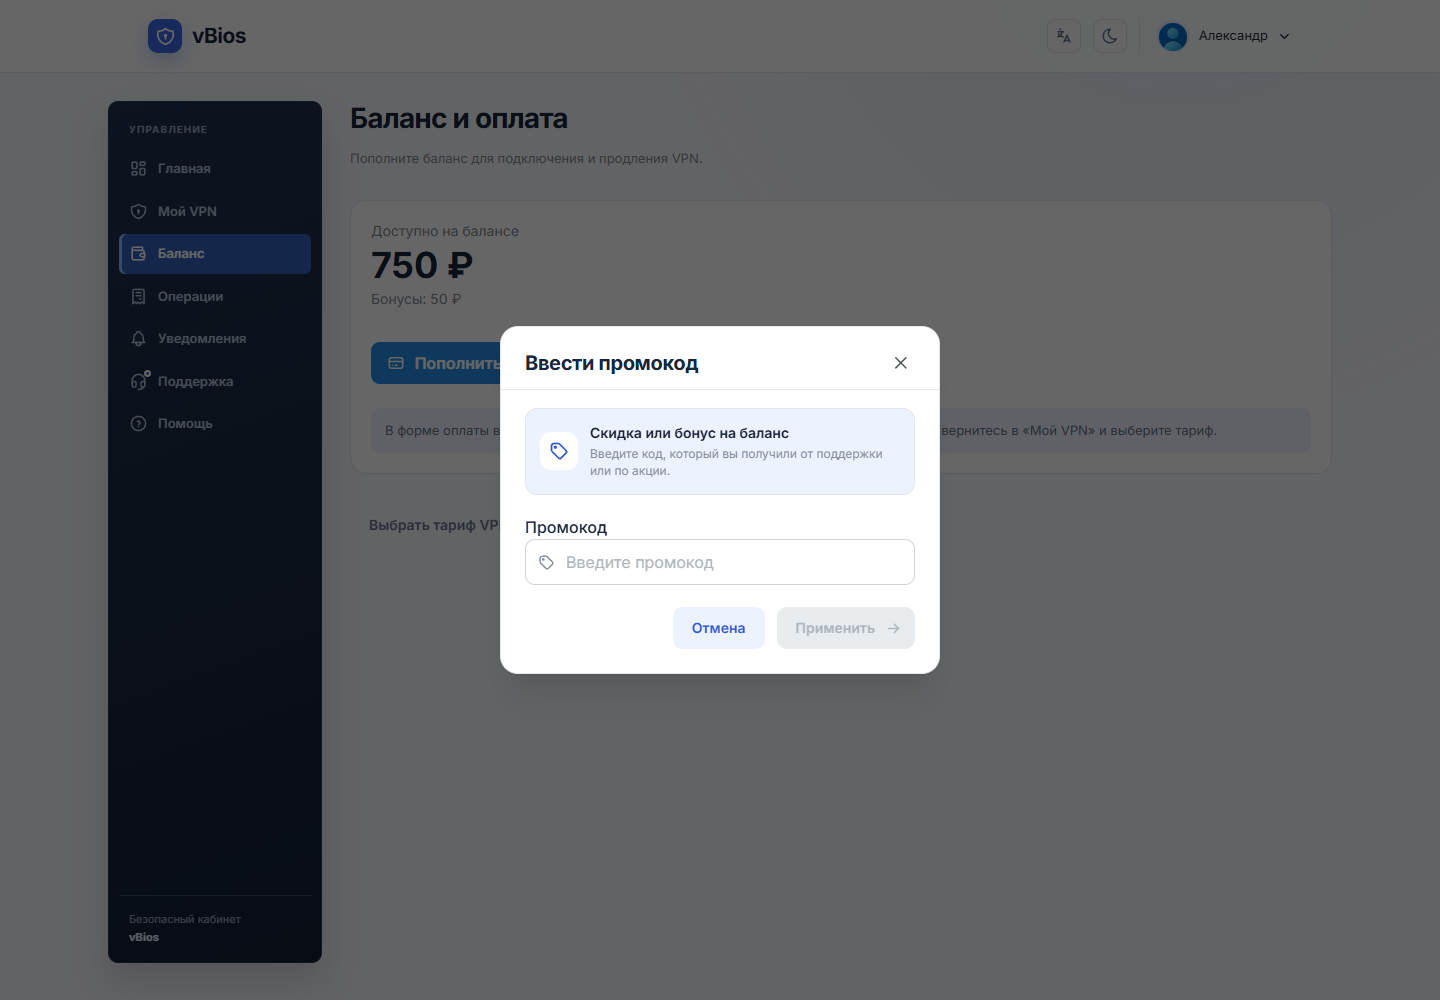 vBios
Александр
УПРАВЛЕНИЕ
Главная
Мой VPN
Баланс
Операции
Уведомления
Поддержка
Помощь
Безопасный кабинет
vBios
Баланс и оплата
Пополните баланс для подключения и продления VPN.
Доступно на балансе
750 ₽
Бонусы: 50 ₽
Пополнить
В форме оплаты
вернитесь в «Мой VPN» и выберите тариф.
Выбрать тариф
Ввести промокод
Скидка или бонус на баланс
Введите код, который вы получили от поддержки
или по акции.
Промокод
Введите промокод
Отмена
Применить